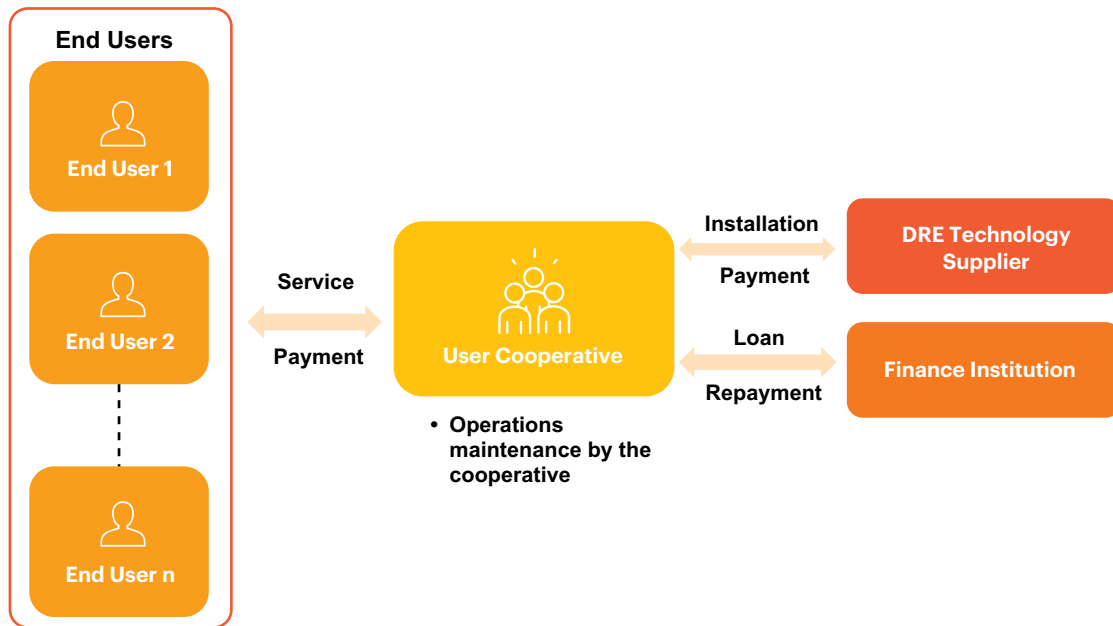 End Users
End User 1
End User 2
End User n
Service
Payment
User Cooperative
• Operations
maintenance by the
cooperative
Installation
Payment
Loan
Repayment
DRE Technology
Supplier
Finance Institution